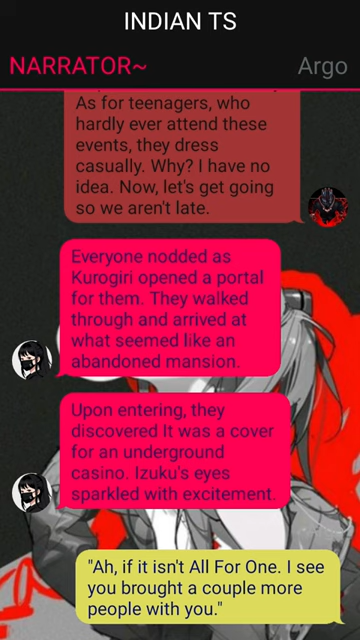 INDIAN TS
NARRATOR~ Argo
As for teenagers, who
hardly ever attend these
events, they dress
casually. Why? I have no
idea. Now, let's get going
so we aren't late.
Everyone nodded as
Kurogiri opened a portal
for them. They walked
through and arrived at
what seemed like an
abandoned mansion.
Upon entering, they
discovered It was a cover
for an underground
casino. Izuku's eyes
sparkled with excitement.
"Ah, if it isn't All For One. I see
you brought a couple more
people with you."